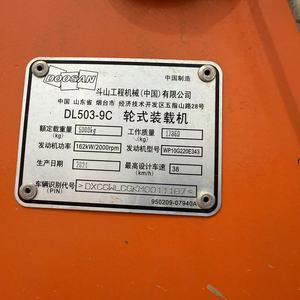 DOOSAN
中国制造
斗山工程机械(中国)有限公司
中国 山东省 烟台市 经济技术开发区五指山路28号
DL503-9C 轮式装载机
额定载重量 (kg) 5000kg 工作质量 (kg) 17860
发动机功率 162kW/2000rpm 发动机型号 WP10G220E343
生产日期 2021 最高设计车速 38
车辆识别代号 (PIN) DXCCWLCGKM0011107
950209-07940A